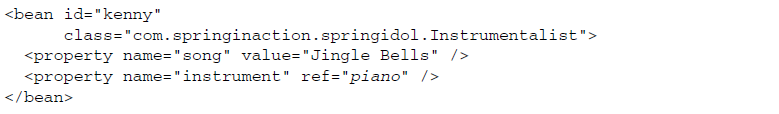 <bean id="kenny"
class="com.springinaction.springidol.Instrumentalist">
<property name="song" value="Jingle Bells" />
<property name="instrument" ref="piano" />
</bean>